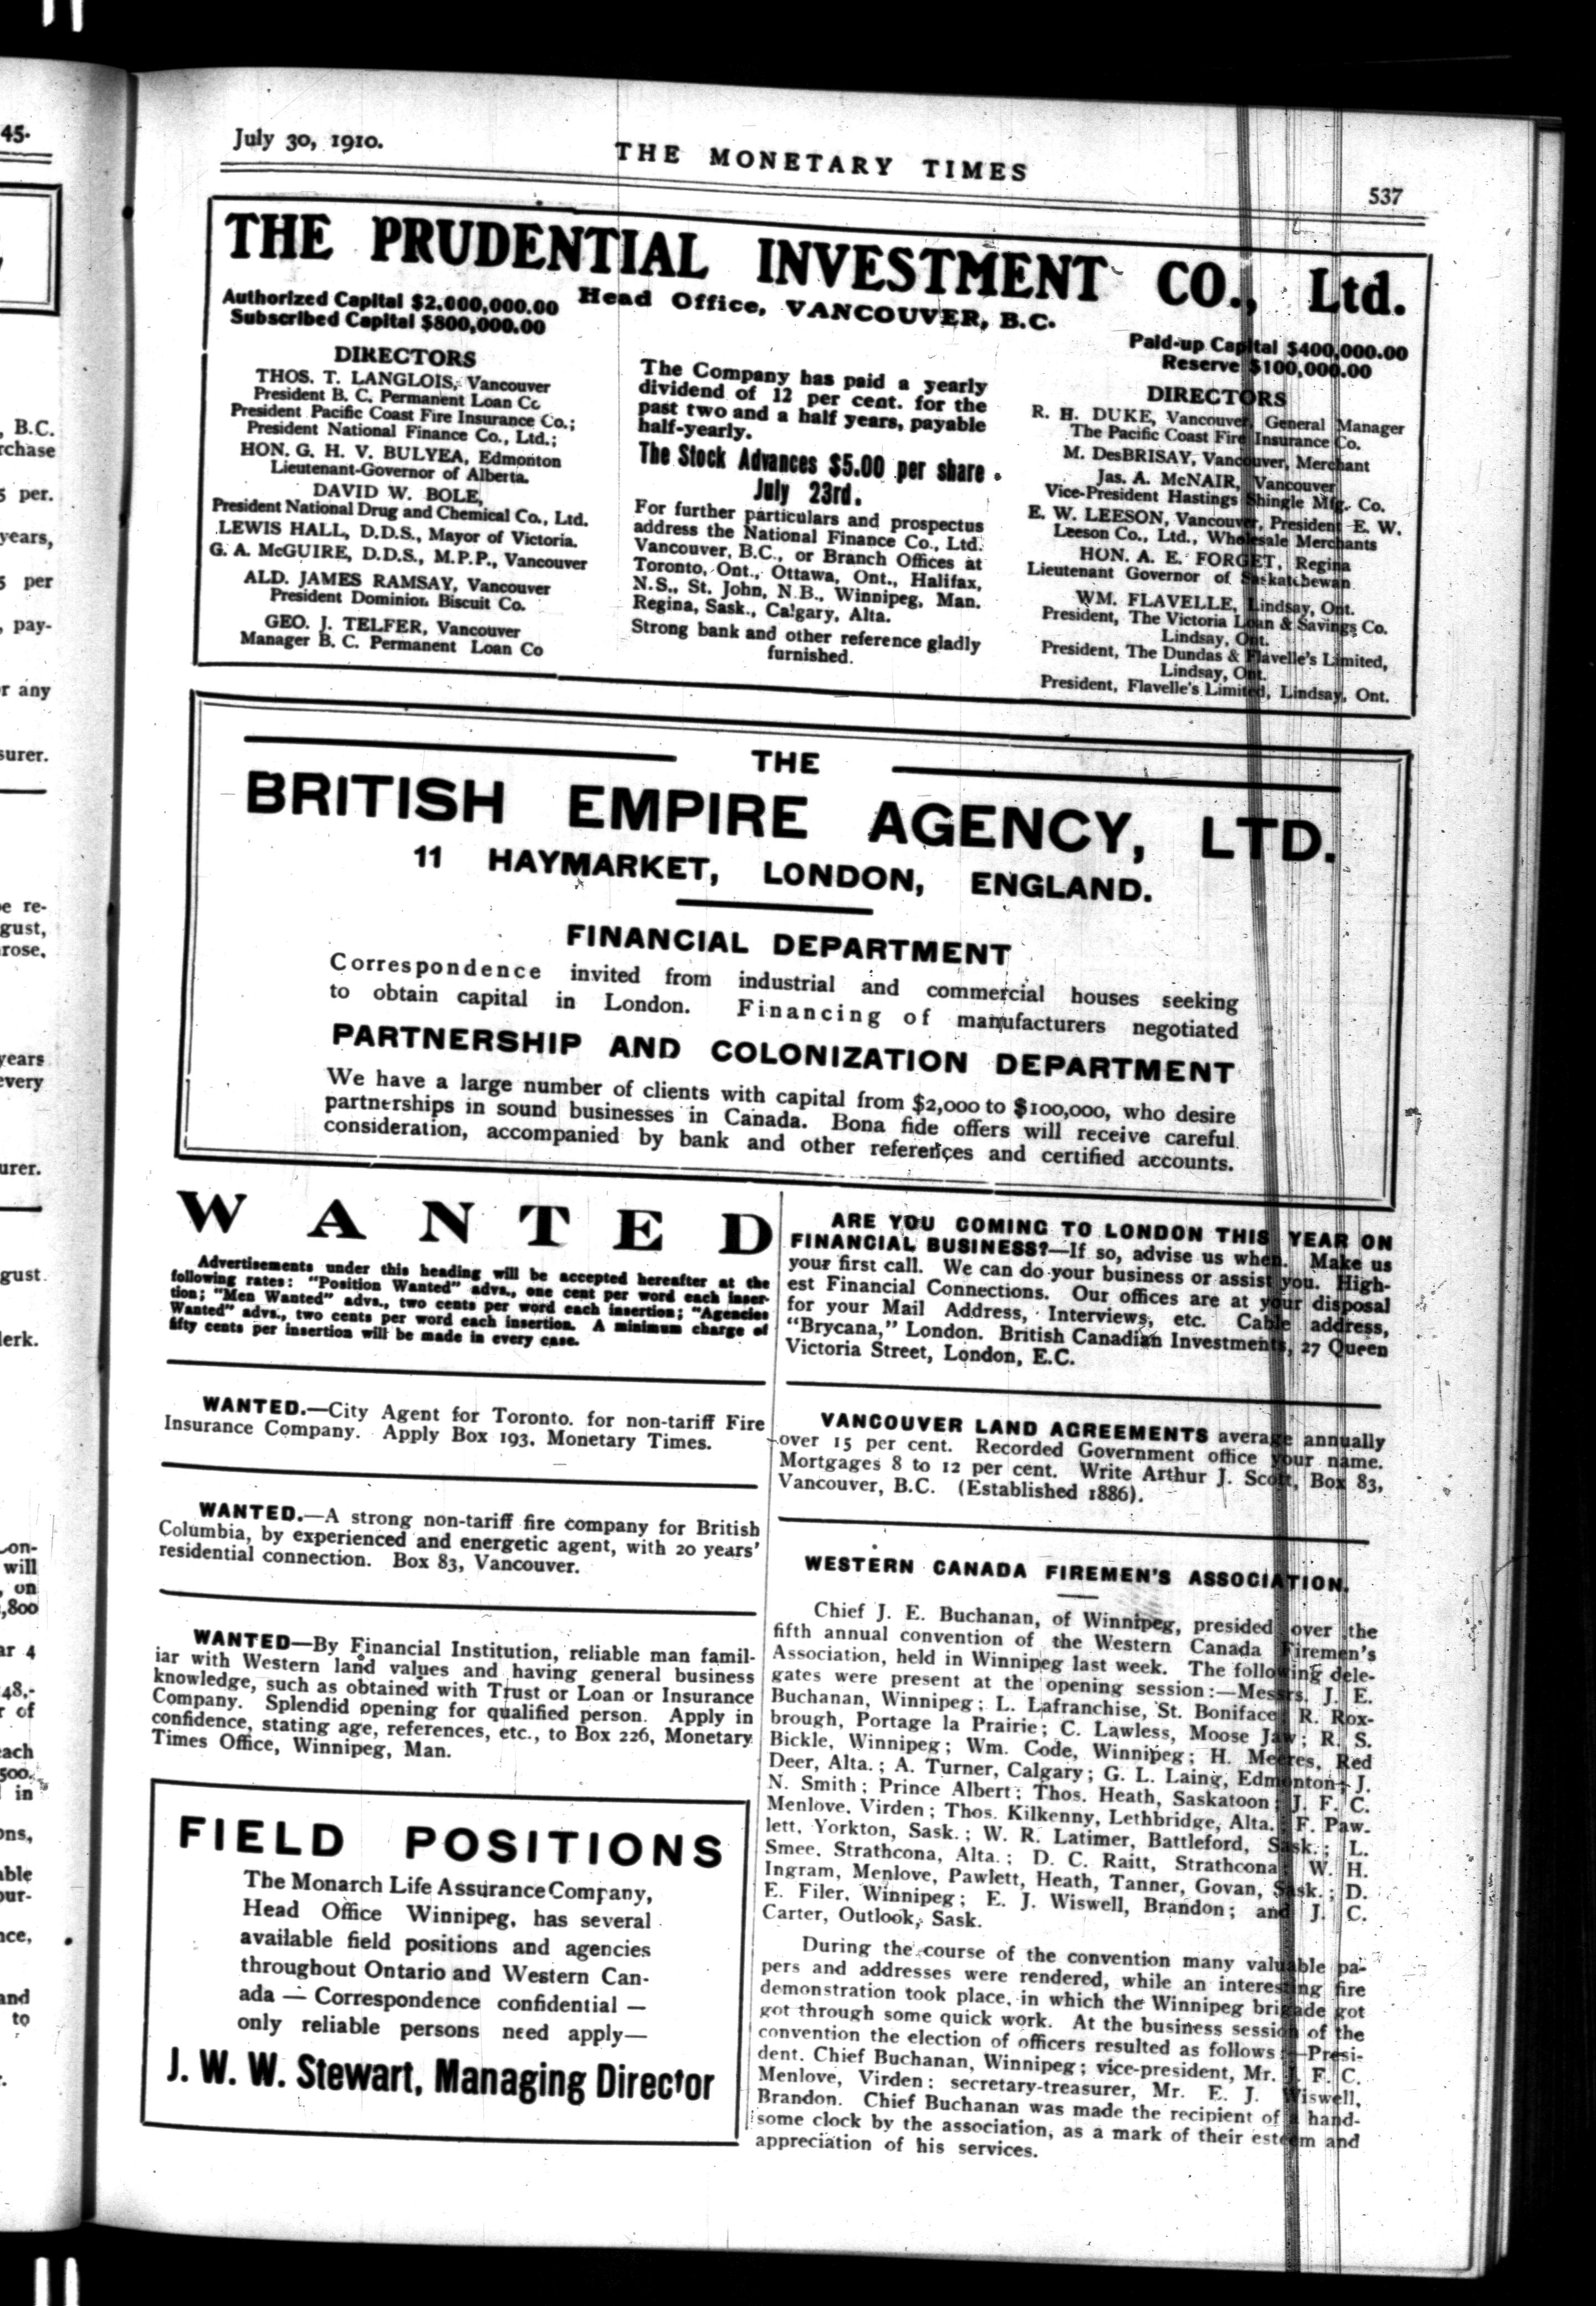 45.
, B.C.
rchase
5 per.
years,
5 per
, pay-
r any
surer.
be re-
gust,
rose,
years
every
urer.
gust
lerk.
will
, on
,800
ar 4
48,-
r of
each
500.
l in
ons,
able
our-
nce,
and
to
July 30, 1910.
THE MONETARY TIMES
537
THE PRUDENTIAL INVESTMENT CO., Ltd.
Authorized Capital $2,000,000.00
Subscribed Capital $800,000.00
Head Office, VANCOUVER, B.C.
Paid-up Capital $400,000.00
Reserve $100,000.00
DIRECTORS
THOS. T. LANGLOIS, Vancouver
President B. C. Permanent Loan Co
President Pacific Coast Fire Insurance Co.;
President National Finance Co., Ltd.;
HON. G. H. V. BULYEA, Edmonton
Lieutenant-Governor of Alberta.
DAVID W. BOLE,
President National Drug and Chemical Co., Ltd.
LEWIS HALL, D.D.S., Mayor of Victoria.
G. A. McGUIRE, D.D.S., M.P.P., Vancouver
ALD. JAMES RAMSAY, Vancouver
President Dominion Biscuit Co.
GEO. J. TELFER, Vancouver
Manager B. C. Permanent Loan Co
The Company has paid a yearly
dividend of 12 per cent. for the
past two and a half years, payable
half-yearly.
The Stock Advances $5.00 per share
July 23rd.
For further particulars and prospectus
address the National Finance Co., Ltd.
Vancouver, B.C., or Branch Offices at
Toronto, Ont., Ottawa, Ont., Halifax,
N.S., St. John, N.B., Winnipeg, Man.
Regina, Sask., Calgary, Alta.
Strong bank and other reference gladly
furnished.
DIRECTORS
R. H. DUKE, Vancouver, General Manager
The Pacific Coast Fire Insurance Co.
M. DesBRISAY, Vancouver, Merchant
Jas. A. McNAIR, Vancouver
Vice-President Hastings Shingle Mfg. Co.
E. W. LEESON, Vancouver, President E. W.
Leeson Co., Ltd., Wholesale Merchants
HON. A. E. FORGET, Regina
Lieutenant Governor of Saskatchewan
WM. FLAVELLE, Lindsay, Ont.
President, The Victoria Loan & Savings Co.
Lindsay, Ont.
President, The Dundas & Flavelle's Limited,
Lindsay, Ont.
President, Flavelle's Limited, Lindsay, Ont.
THE
BRITISH EMPIRE AGENCY, LTD.
11 HAYMARKET, LONDON, ENGLAND.
FINANCIAL DEPARTMENT
Correspondence invited from industrial and commercial houses seeking
to obtain capital in London. Financing of manufacturers negotiated
PARTNERSHIP AND COLONIZATION DEPARTMENT
We have a large number of clients with capital from $2,000 to $100,000, who desire
partnerships in sound businesses in Canada. Bona fide offers will receive careful
consideration, accompanied by bank and other references and certified accounts.
WANTED
Advertisements under this heading will be accepted hereafter at the
following rates: "Position Wanted" advs., one cent per word each inser-
tion; "Men Wanted" advs., two cents per word each insertion; "Agencies
Wanted" advs., two cents per word each insertion. A minimum charge of
fifty cents per insertion will be made in every case.
WANTED.—City Agent for Toronto. for non-tariff Fire
Insurance Company. Apply Box 193, Monetary Times.
WANTED.—A strong non-tariff fire company for British
Columbia, by experienced and energetic agent, with 20 years'
residential connection. Box 83, Vancouver.
WANTED—By Financial Institution, reliable man famil-
iar with Western land values and having general business
knowledge, such as obtained with Trust or Loan or Insurance
Company. Splendid opening for qualified person. Apply in
confidence, stating age, references, etc., to Box 226, Monetary
Times Office, Winnipeg, Man.
FIELD POSITIONS
The Monarch Life Assurance Company,
Head Office Winnipeg, has several
available field positions and agencies
throughout Ontario and Western Can-
ada — Correspondence confidential —
only reliable persons need apply—
J. W. W. Stewart, Managing Director
ARE YOU COMING TO LONDON THIS YEAR ON
FINANCIAL BUSINESS?—If so, advise us when. Make us
your first call. We can do your business or assist you. High-
est Financial Connections. Our offices are at your disposal
for your Mail Address, Interviews, etc. Cable address,
"Brycana," London. British Canadian Investments, 27 Queen
Victoria Street, London, E.C.
VANCOUVER LAND AGREEMENTS average annually
over 15 per cent. Recorded Government office your name.
Mortgages 8 to 12 per cent. Write Arthur J. Scott, Box 83,
Vancouver, B.C. (Established 1886).
WESTERN CANADA FIREMEN'S ASSOCIATION.
Chief J. E. Buchanan, of Winnipeg, presided over the
fifth annual convention of the Western Canada Firemen's
Association, held in Winnipeg last week. The following dele-
gates were present at the opening session:—Messrs. J. E.
Buchanan, Winnipeg; L. Lafranchise, St. Boniface; R. Rox-
brough, Portage la Prairie; C. Lawless, Moose Jaw; R. S.
Bickle, Winnipeg; Wm. Code, Winnipeg; H. Meeres, Red
Deer, Alta.; A. Turner, Calgary; G. L. Laing, Edmonton; J.
N. Smith; Prince Albert; Thos. Heath, Saskatoon; J. F. C.
Menlove, Virden; Thos. Kilkenny, Lethbridge, Alta.; F. Paw-
lett, Yorkton, Sask.; W. R. Latimer, Battleford, Sask.; L.
Smee, Strathcona, Alta.; D. C. Raitt, Strathcona; W. H.
Ingram, Menlove, Pawlett, Heath, Tanner, Govan, Sask.; D.
E. Filer, Winnipeg; E. J. Wiswell, Brandon; and J. C.
Carter, Outlook, Sask.
During the course of the convention many valuable pa-
pers and addresses were rendered, while an interesting fire
demonstration took place, in which the Winnipeg brigade got
got through some quick work. At the business session of the
convention the election of officers resulted as follows:—Presi-
dent, Chief Buchanan, Winnipeg; vice-president, Mr. J. F. C.
Menlove, Virden: secretary-treasurer, Mr. E. J. Wiswell,
Brandon. Chief Buchanan was made the recipient of a hand-
some clock by the association, as a mark of their esteem and
appreciation of his services.